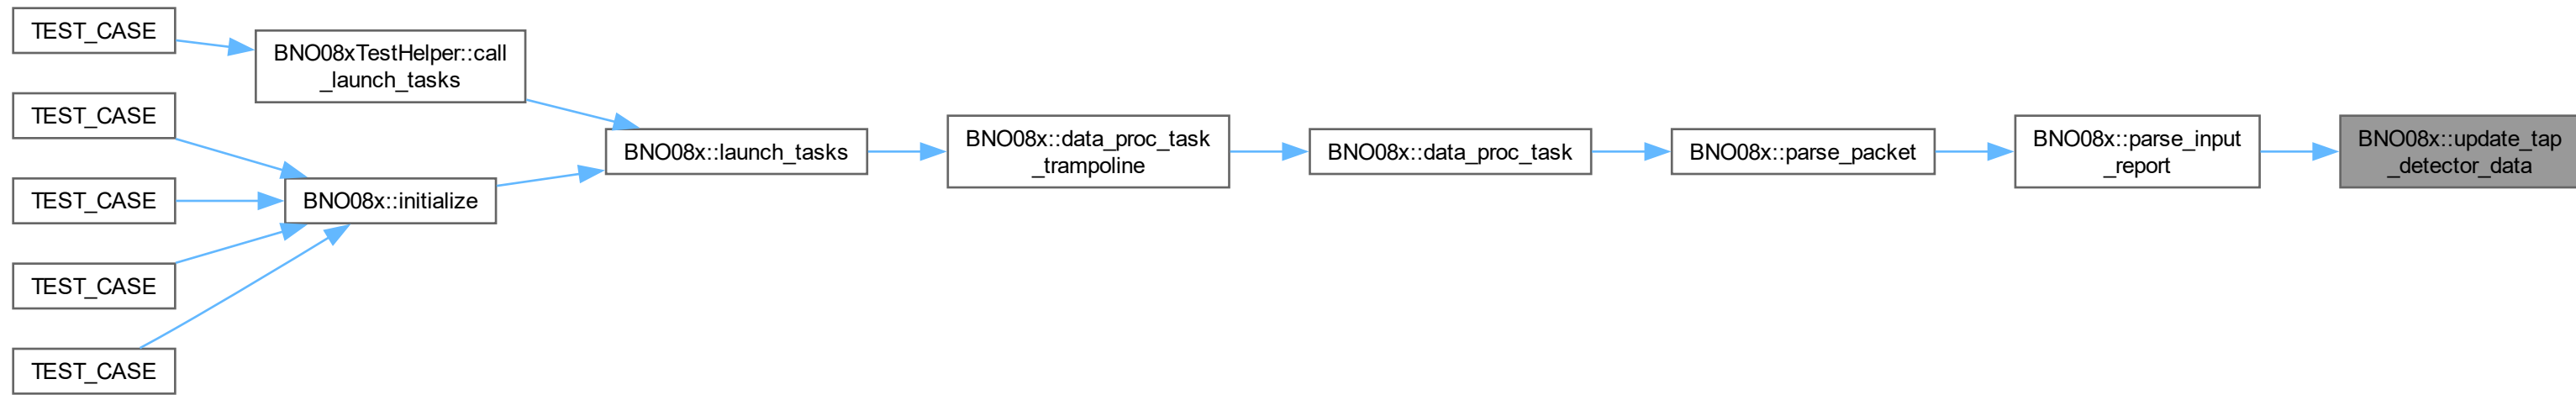 TEST_CASE
BNO08xTestHelper::call
_launch_tasks
TEST_CASE
TEST_CASE
BNO08x::initialize
TEST_CASE
TEST_CASE
BNO08x::launch_tasks
BNO08x::data_proc_task
_trampoline
BNO08x::data_proc_task
BNO08x::parse_packet
BNO08x::parse_input
_report
BNO08x::update_tap
_detector_data